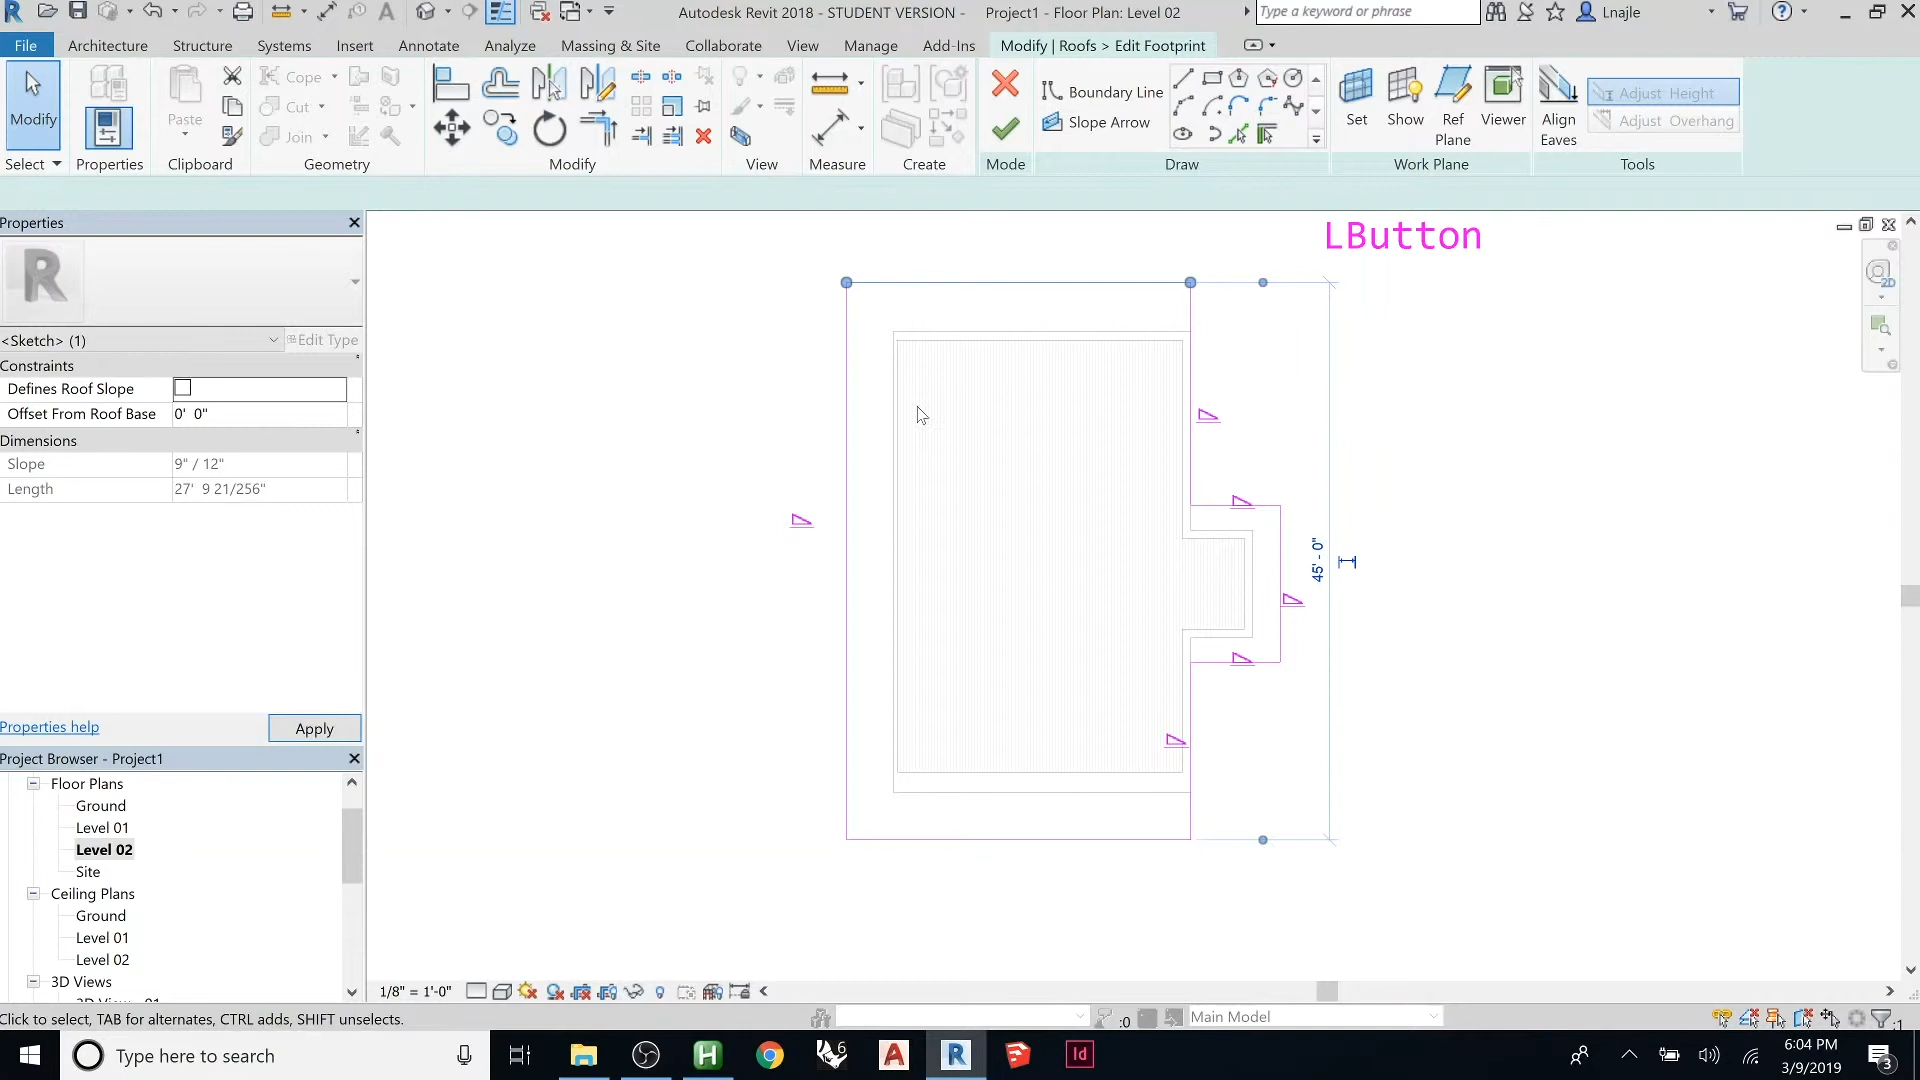 Autodesk Revit 2018 - STUDENT VERSION -    Project1 - Floor Plan: Level 02
Type a keyword or phrase
Lnajle
File
Architecture
Structure
Systems
Insert
Annotate
Analyze
Massing & Site
Collaborate
View
Manage
Add-Ins
Modify | Roofs > Edit Footprint
Modify
Paste
Cope
Cut
Join
Boundary Line
Slope Arrow
Set
Show
Ref
Plane
Viewer
Align
Eaves
Adjust Height
Adjust Overhang
Select
Properties
Clipboard
Geometry
Modify
View
Measure
Create
Mode
Draw
Work Plane
Tools
Properties
LButton
2D
R
<Sketch> (1)
Edit Type
Constraints
Defines Roof Slope
Offset From Roof Base 0' 0"
Dimensions
Slope 9" / 12"
Length 27' 9 21/256"
45' - 0"
Properties help
Apply
Project Browser - Project1
Floor Plans
Ground
Level 01
Level 02
Site
Ceiling Plans
Ground
Level 01
Level 02
3D Views
1/8" = 1'-0"
Click to select, TAB for alternates, CTRL adds, SHIFT unselects.
:0
Main Model
:1
Type here to search
H
6
A
R
Id
6:04 PM
3/9/2019
3